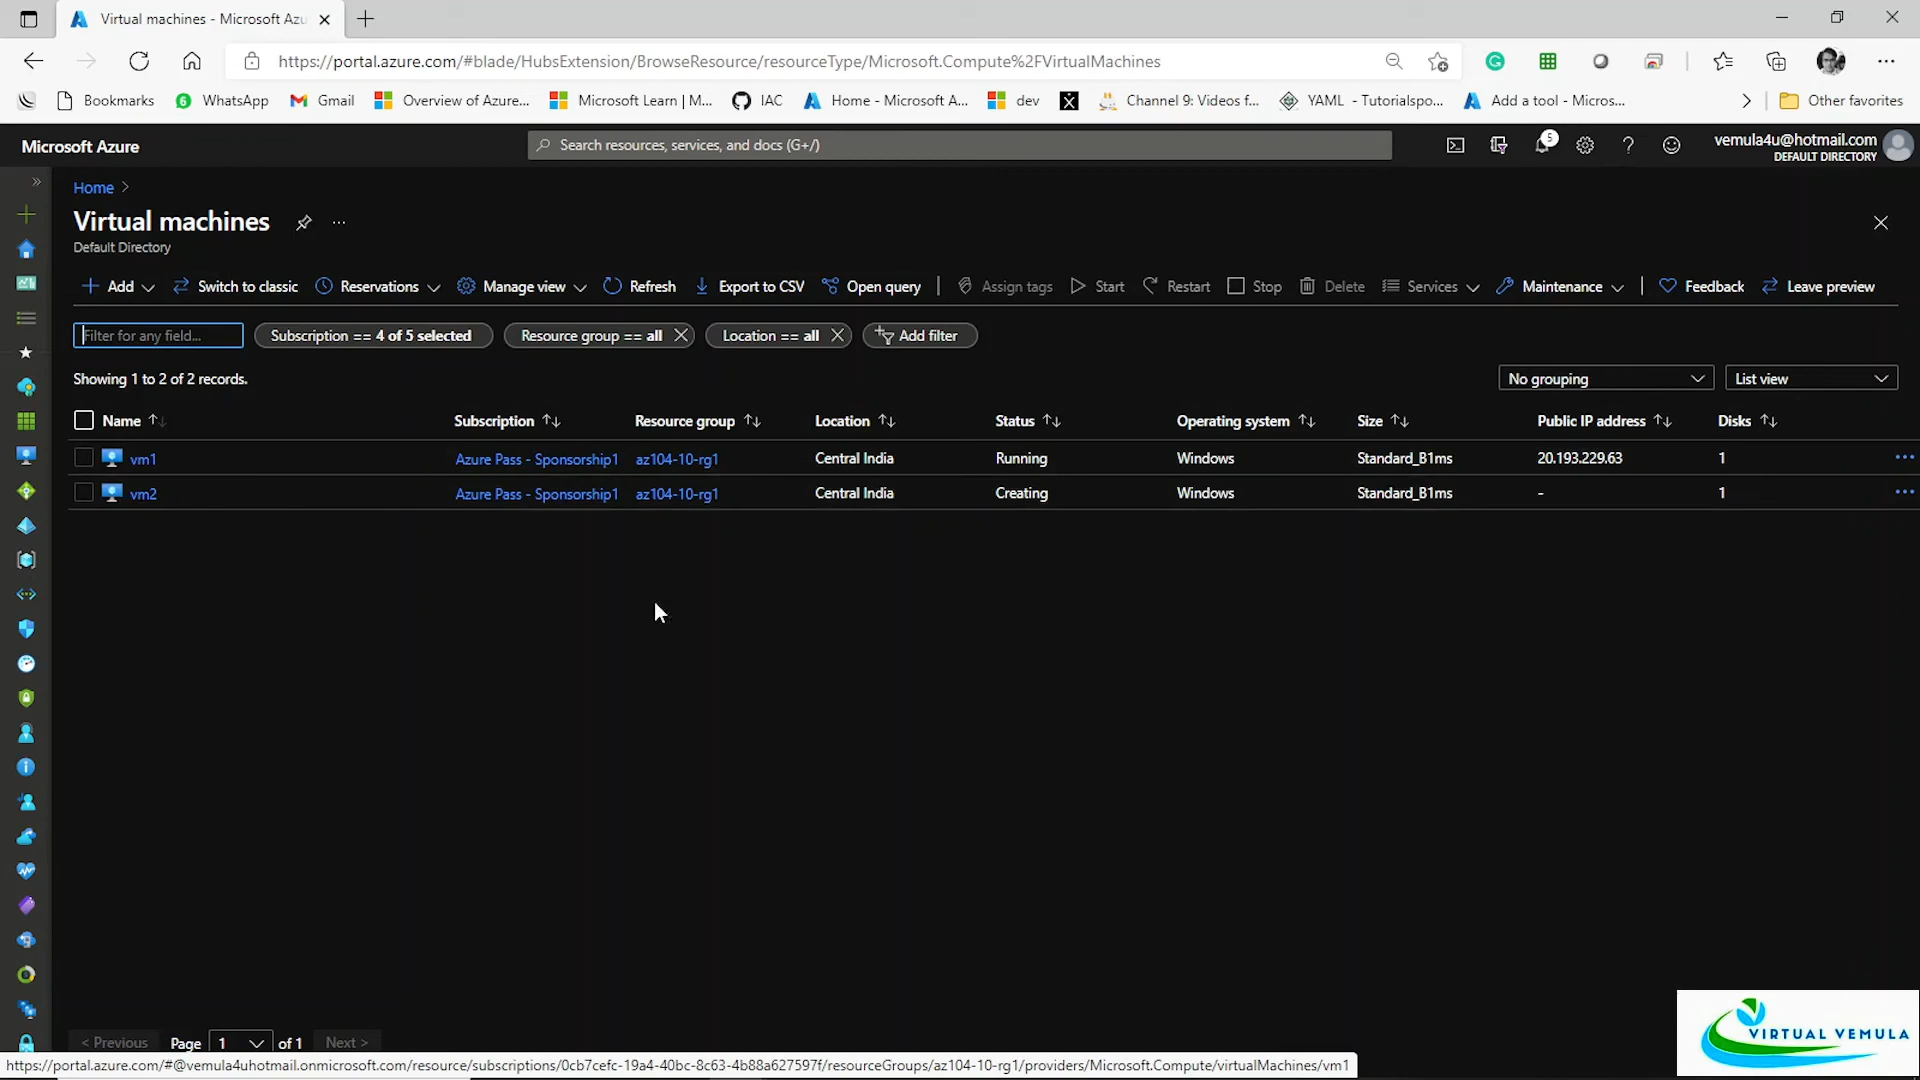 Virtual machines - Microsoft Azu
https://portal.azure.com/#blade/HubsExtension/BrowseResource/resourceType/Microsoft.Compute%2FVirtualMachines
Bookmarks WhatsApp Gmail Overview of Azure... Microsoft Learn | M... IAC Home - Microsoft A... dev Channel 9: Videos f... YAML - Tutorialspo... Add a tool - Micros... Other favorites
Microsoft Azure Search resources, services, and docs (G+/) 5 vemula4u@hotmail.com
DEFAULT DIRECTORY
Home >
Virtual machines ...
Default Directory
Add Switch to classic Reservations Manage view Refresh Export to CSV Open query Assign tags Start Restart Stop Delete Services Maintenance Feedback Leave preview
Filter for any field... Subscription == 4 of 5 selected Resource group == all Location == all Add filter
Showing 1 to 2 of 2 records. No grouping List view
Name Subscription Resource group Location Status Operating system Size Public IP address Disks
vm1 Azure Pass - Sponsorship1 az104-10-rg1 Central India Running Windows Standard_B1ms 20.193.229.63 1 ...
vm2 Azure Pass - Sponsorship1 az104-10-rg1 Central India Creating Windows Standard_B1ms - 1 ...
< Previous Page 1 of 1 Next >
https://portal.azure.com/#@vemula4uhotmail.onmicrosoft.com/resource/subscriptions/0cb7cefc-19a4-40bc-8c63-4b88a627597f/resourceGroups/az104-10-rg1/providers/Microsoft.Compute/virtualMachines/vm1
VIRTUAL VEMULA